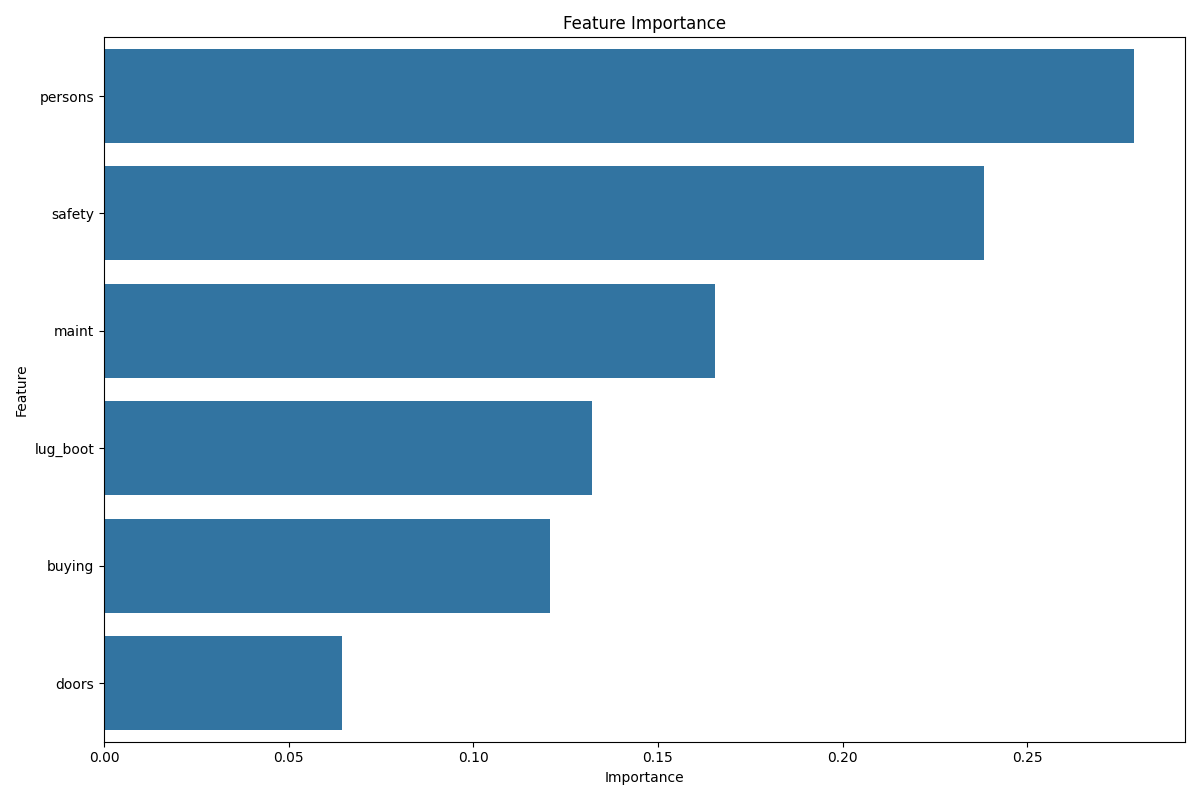 Feature Importance
persons
safety
maint
lug_boot
buying
doors
Feature
0.00 0.05 0.10 0.15 0.20 0.25
Importance